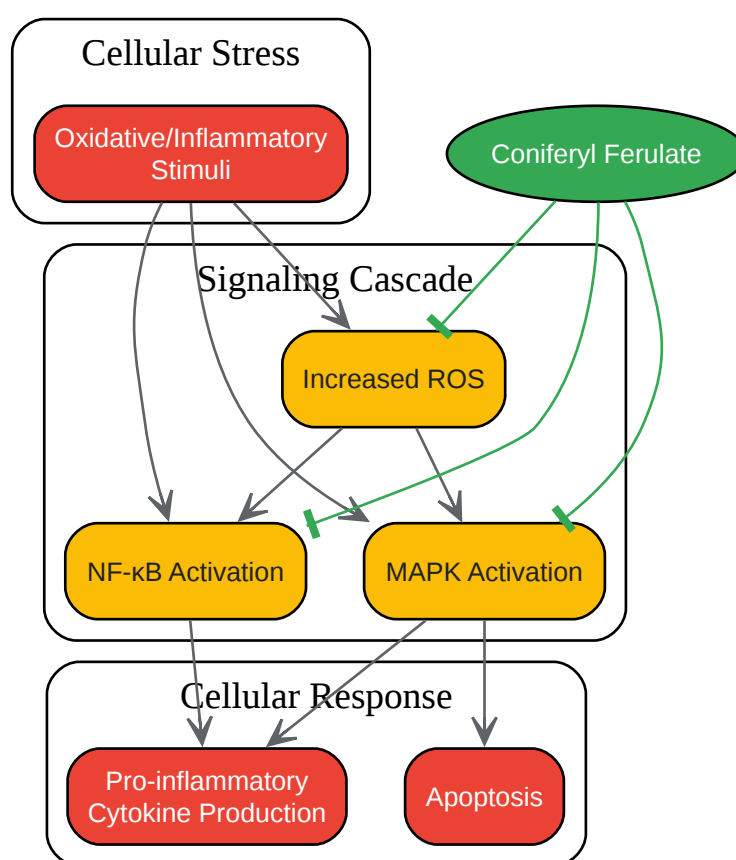 Cellular Stress
Oxidative/Inflammatory
Stimuli
Coniferyl Ferulate
Signaling Cascade
Increased ROS
NF-κB Activation
MAPK Activation
Cellular Response
Pro-inflammatory
Cytokine Production
Apoptosis